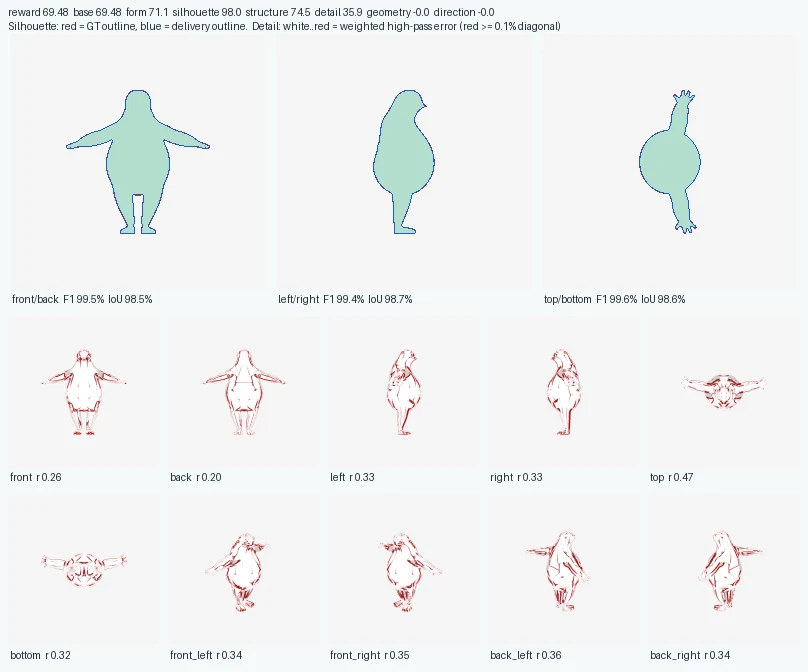 reward 69.48 base 69.48 form 71.1 silhouette 98.0 structure 74.5 detail 35.9 geometry -0.0 direction -0.0
Silhouette: red = GT outline, blue = delivery outline. Detail: white..red = weighted high-pass error (red >= 0.1% diagonal)
front/back F1 99.5% IoU 98.5%
left/right F1 99.4% IoU 98.7%
top/bottom F1 99.6% IoU 98.6%
front r 0.26
back r 0.20
left r 0.33
right r 0.33
top r 0.47
bottom r 0.32
front_left r 0.34
front_right r 0.35
back_left r 0.36
back_right r 0.34